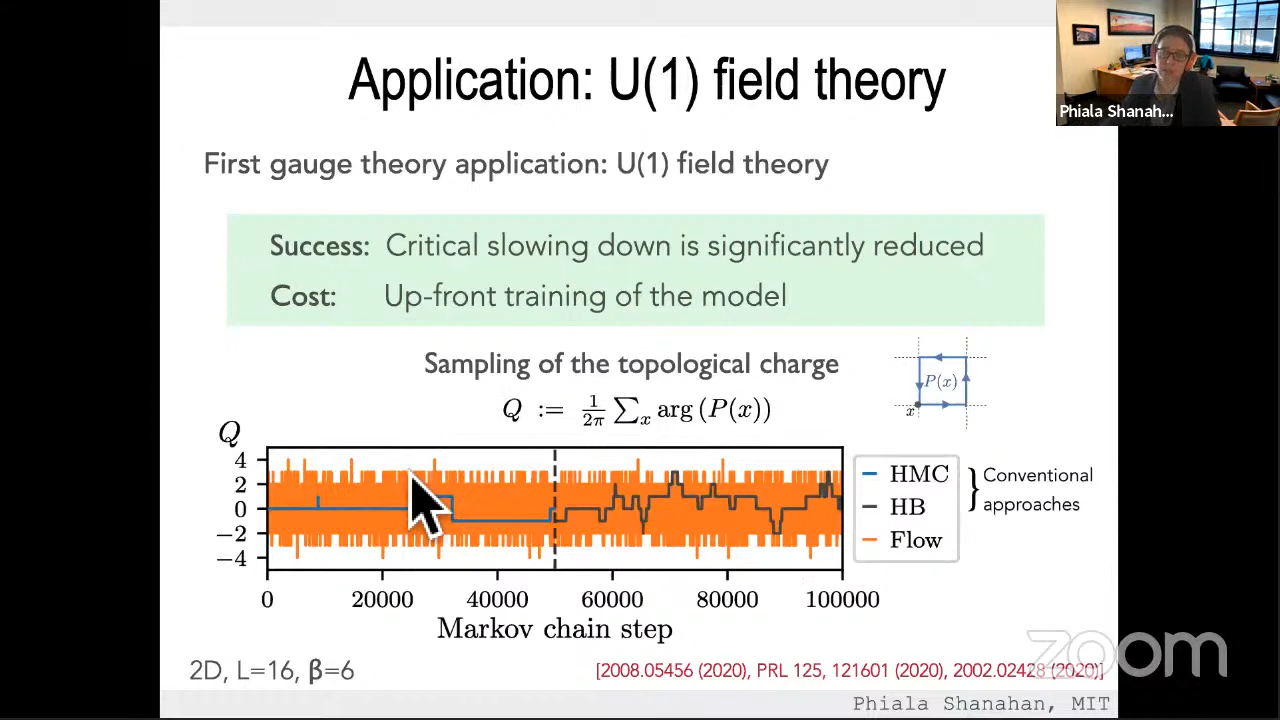 Application: U(1) field theory
Phiala Shanah...
First gauge theory application: U(1) field theory
Success: Critical slowing down is significantly reduced
Cost: Up-front training of the model
Sampling of the topological charge
Q := 1/2π ∑x arg (P(x))
P(x)
x
Q
4
2
0
−2
−4
0 20000 40000 60000 80000 100000
Markov chain step
HMC
HB
Flow
Conventional
approaches
2D, L=16, β=6
[2008.05456 (2020), PRL 125, 121601 (2020), 2002.02428 (2020)]
zoom
Phiala Shanahan, MIT